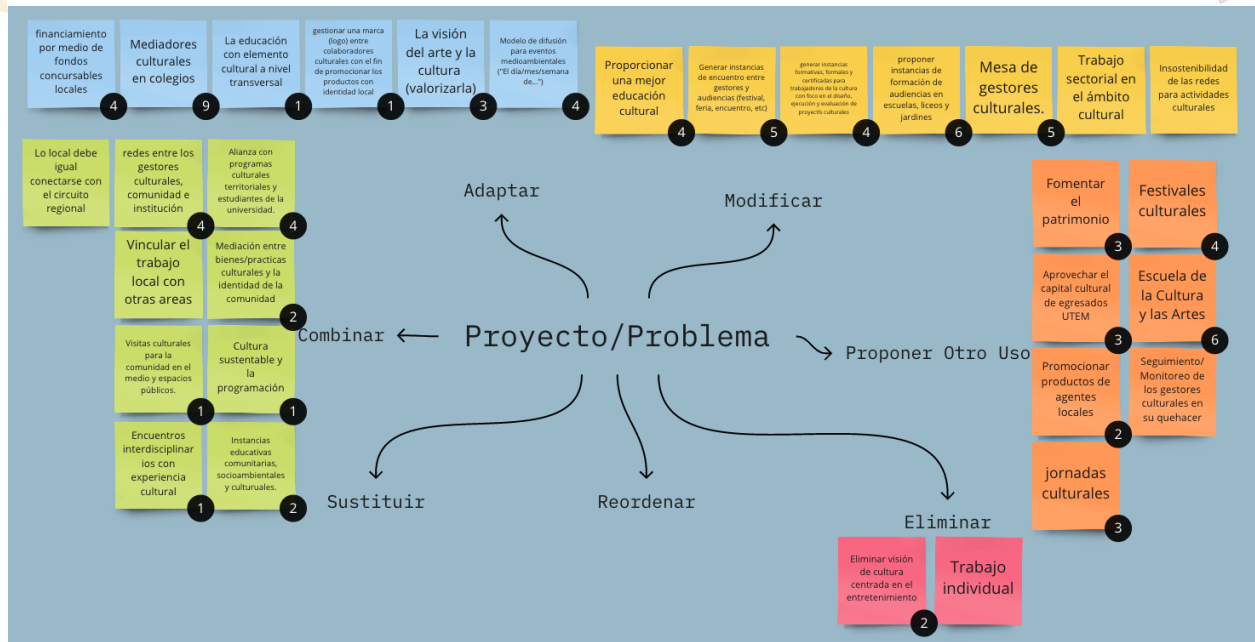 financiamiento
por medio de
fondos
concursables
locales
4
Mediadores
culturales
en colegios
9
La educación
con elemento
cultural a nivel
transversal
1
gestionar una marca
(logo) entre
colaboradores
culturales con el fin
de promocionar los
productos con
identidad local
1
La visión
del arte y la
cultura
(valorizarla)
3
Modelo de difusión
para eventos
medioambientales
("El día/mes/semana
de...")
4
Proporcionar
una mejor
educación
cultural
4
Generar instancias
de encuentro entre
gestores y
audiencias (festival,
feria, encuentro, etc)
5
generar instancias
formativas, formales y
certificadas para
trabajadores de la cultura
con foco en el diseño,
ejecución y evaluación de
proyectis culturales
4
proponer
instancias de
formación de
audiencias en
escuelas, liceos y
jardines
6
Mesa de
gestores
culturales.
5
Trabajo
sectorial en
el ámbito
cultural
Insostenibilidad
de las redes
para actividades
culturales
Lo local debe
igual
conectarse con
el circuito
regional
redes entre los
gestores
culturales,
comunidad e
institución
4
Alianza con
programas
culturales
territoriales y
estudiantes de la
universidad.
4
Vincular el
trabajo
local con
otras areas
Mediación entre
bienes/practicas
culturales y la
identidad de la
comunidad
2
Visitas culturales
para la
comunidad en el
medio y espacios
públicos.
1
Cultura
sustentable y
la
programación
1
Encuentros
interdisciplinar
ios con
experiencia
cultural
1
Instancias
educativas
comunitarias,
socioambientales
y culturuales.
2
Adaptar
Modificar
Combinar
Proyecto/Problema
Proponer Otro Uso
Sustituir
Reordenar
Eliminar
Fomentar
el
patrimonio
3
Festivales
culturales
4
Aprovechar el
capital cultural
de egresados
UTEM
3
Escuela de
la Cultura
y las Artes
6
Promocionar
productos de
agentes
locales
2
Seguimiento/
Monitoreo de
los gestores
culturales en
su quehacer
jornadas
culturales
3
Eliminar visión
de cultura
centrada en el
entretenimiento
2
Trabajo
individual